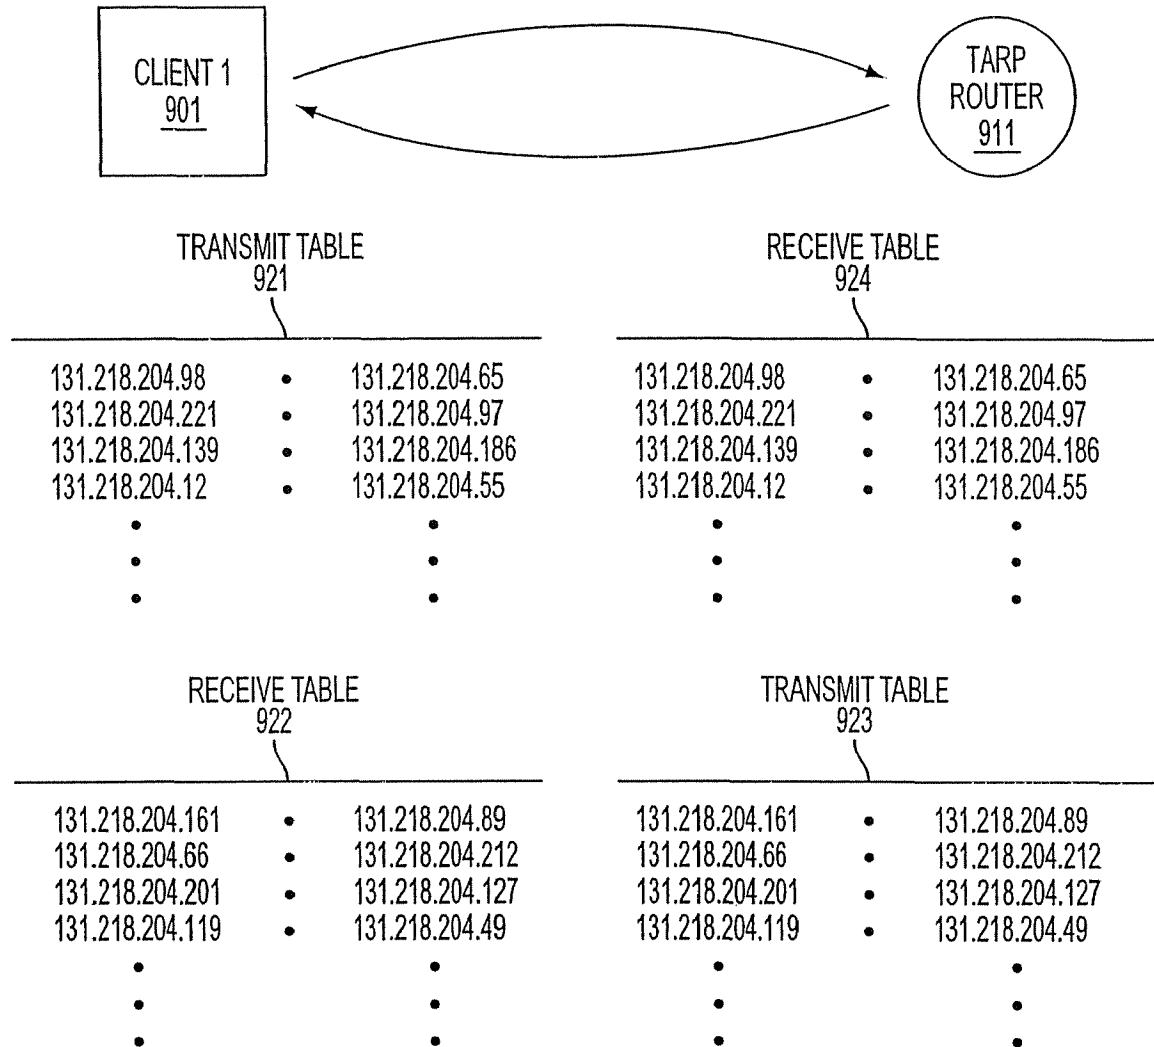 CLIENT 1
901
TARP
ROUTER
911
TRANSMIT TABLE
921
131.218.204.98 • 131.218.204.65
131.218.204.221 • 131.218.204.97
131.218.204.139 • 131.218.204.186
131.218.204.12 • 131.218.204.55
RECEIVE TABLE
924
131.218.204.98 • 131.218.204.65
131.218.204.221 • 131.218.204.97
131.218.204.139 • 131.218.204.186
131.218.204.12 • 131.218.204.55
RECEIVE TABLE
922
131.218.204.161 • 131.218.204.89
131.218.204.66 • 131.218.204.212
131.218.204.201 • 131.218.204.127
131.218.204.119 • 131.218.204.49
TRANSMIT TABLE
923
131.218.204.161 • 131.218.204.89
131.218.204.66 • 131.218.204.212
131.218.204.201 • 131.218.204.127
131.218.204.119 • 131.218.204.49